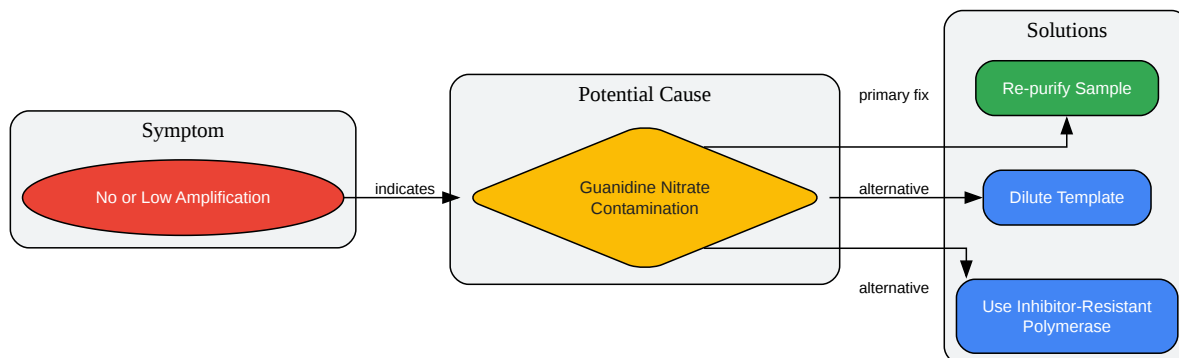 Symptom
No or Low Amplification
indicates
Potential Cause
Guanidine Nitrate
Contamination
primary fix
alternative
alternative
Solutions
Re-purify Sample
Dilute Template
Use Inhibitor-Resistant
Polymerase